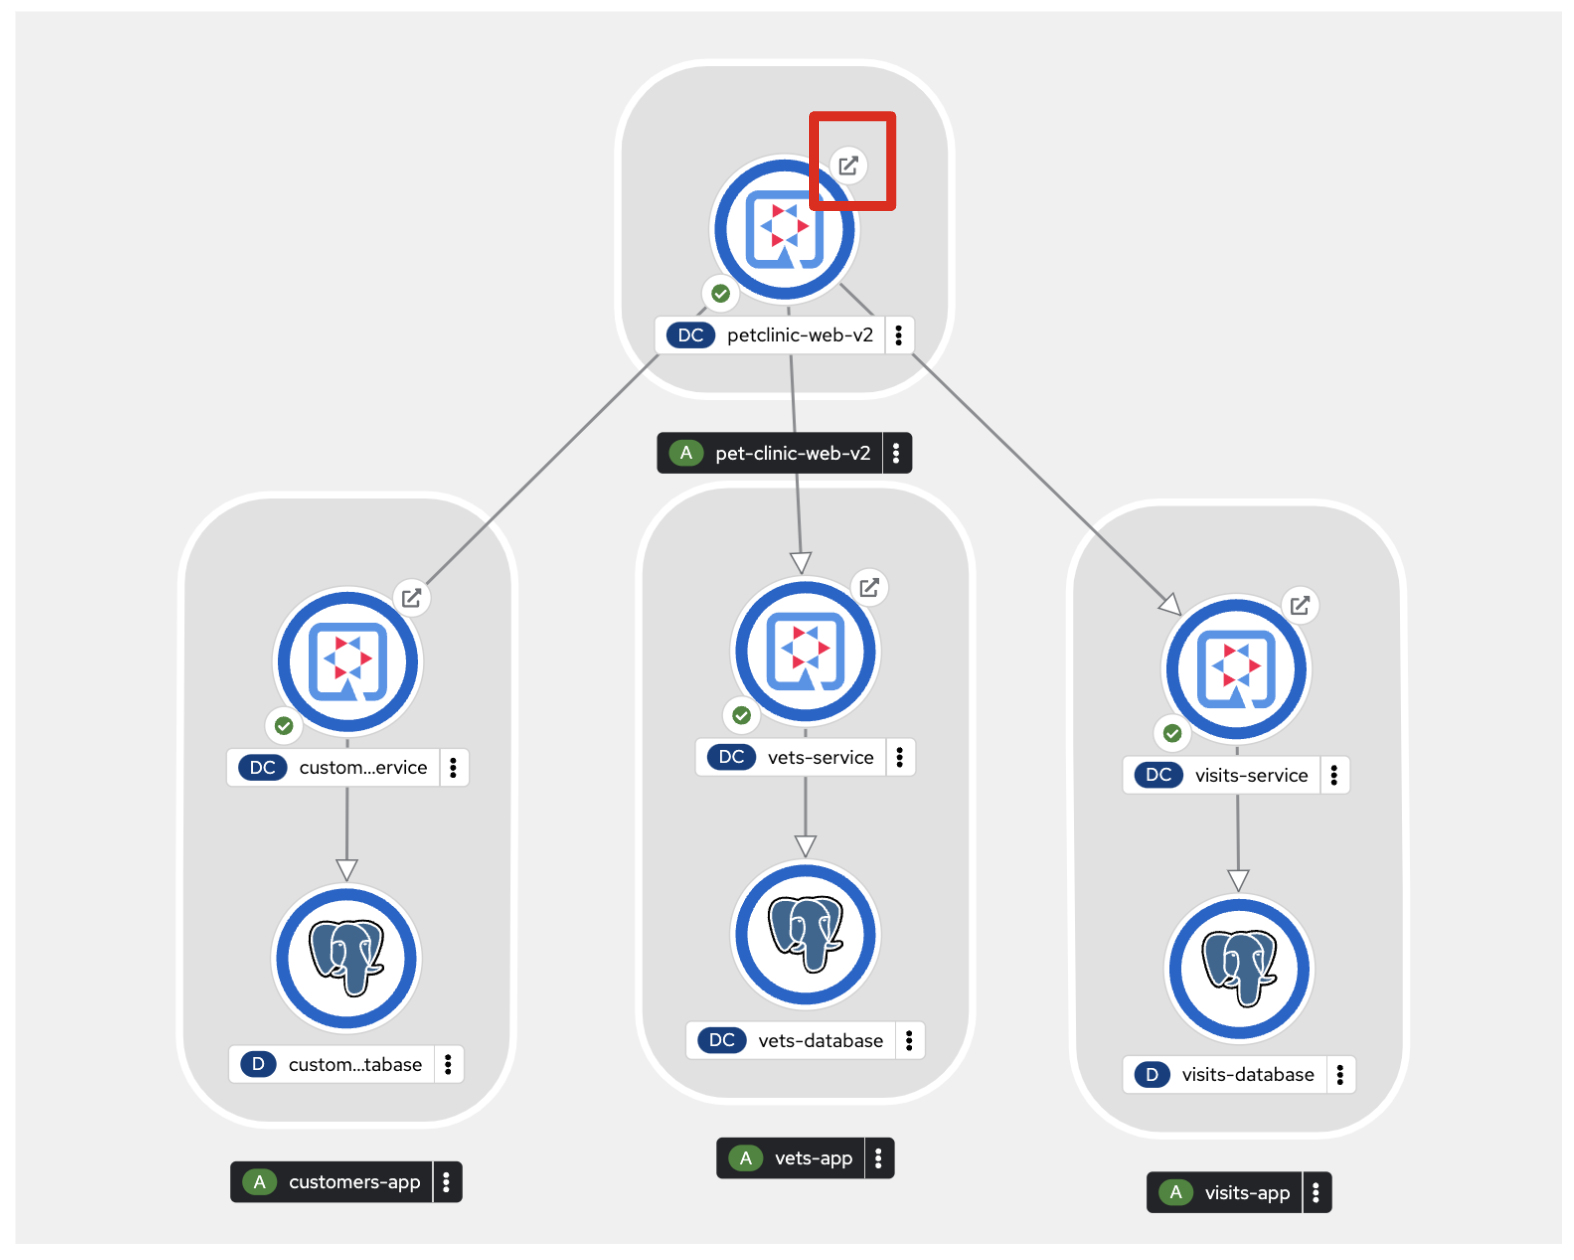 DC petclinic-web-v2
A pet-clinic-web-v2
DC custom...ervice
DC vets-service
DC visits-service
D custom...tabase
DC vets-database
D visits-database
A customers-app
A vets-app
A visits-app